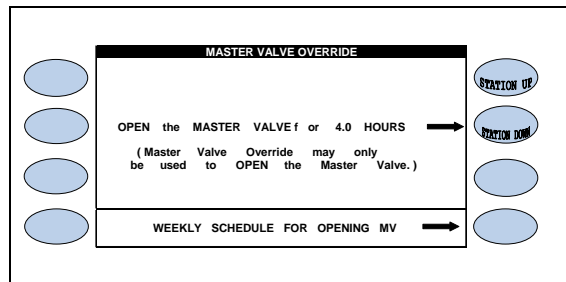 MASTER VALVE OVERRIDE
STATION UP
OPEN the MASTER VALVE f or 4.0 HOURS
STATION DOWN
( Master Valve Override may only
be used to OPEN the Master Valve. )
WEEKLY SCHEDULE FOR OPENING MV